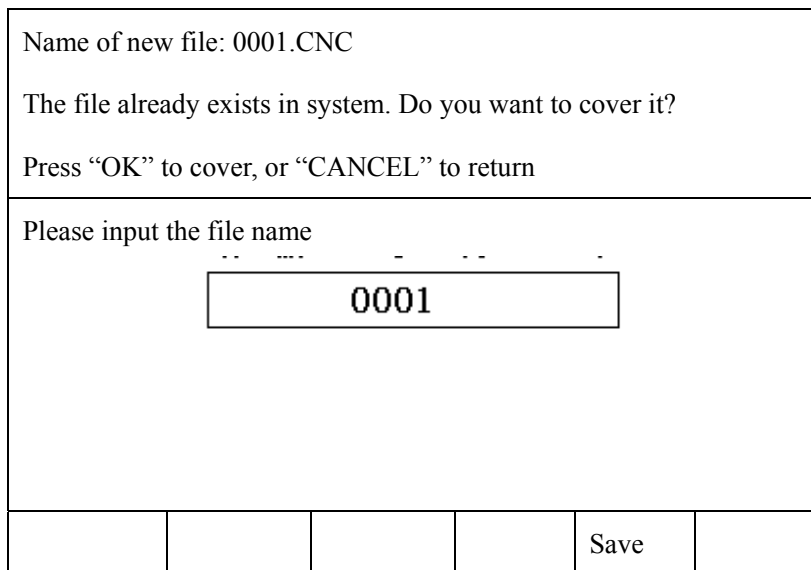 Name of new file: 0001.CNC
The file already exists in system. Do you want to cover it?
Press “OK” to cover, or “CANCEL” to return
Please input the file name
0001
Save